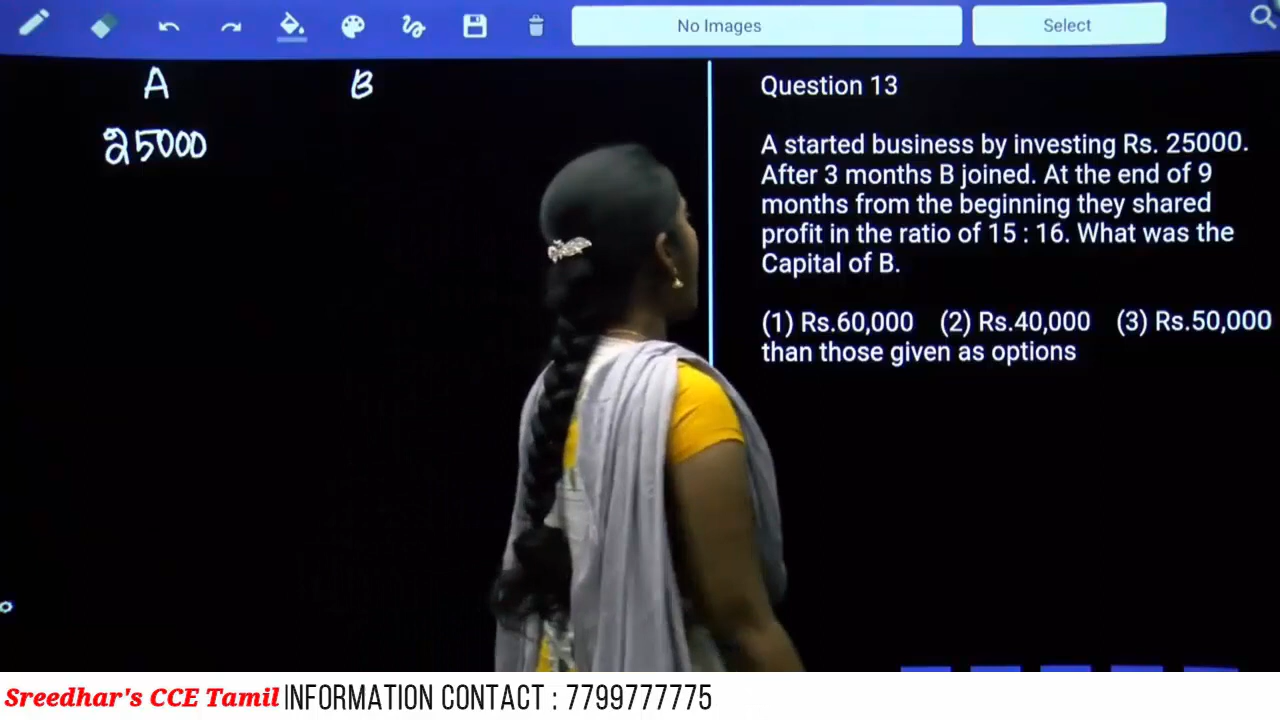 No Images
Select
A B
25000
Question 13
A started business by investing Rs. 25000.
After 3 months B joined. At the end of 9
months from the beginning they shared
profit in the ratio of 15 : 16. What was the
Capital of B.
(1) Rs.60,000 (2) Rs.40,000 (3) Rs.50,000
than those given as options
Sreedhar's CCE Tamil INFORMATION CONTACT : 7799777775